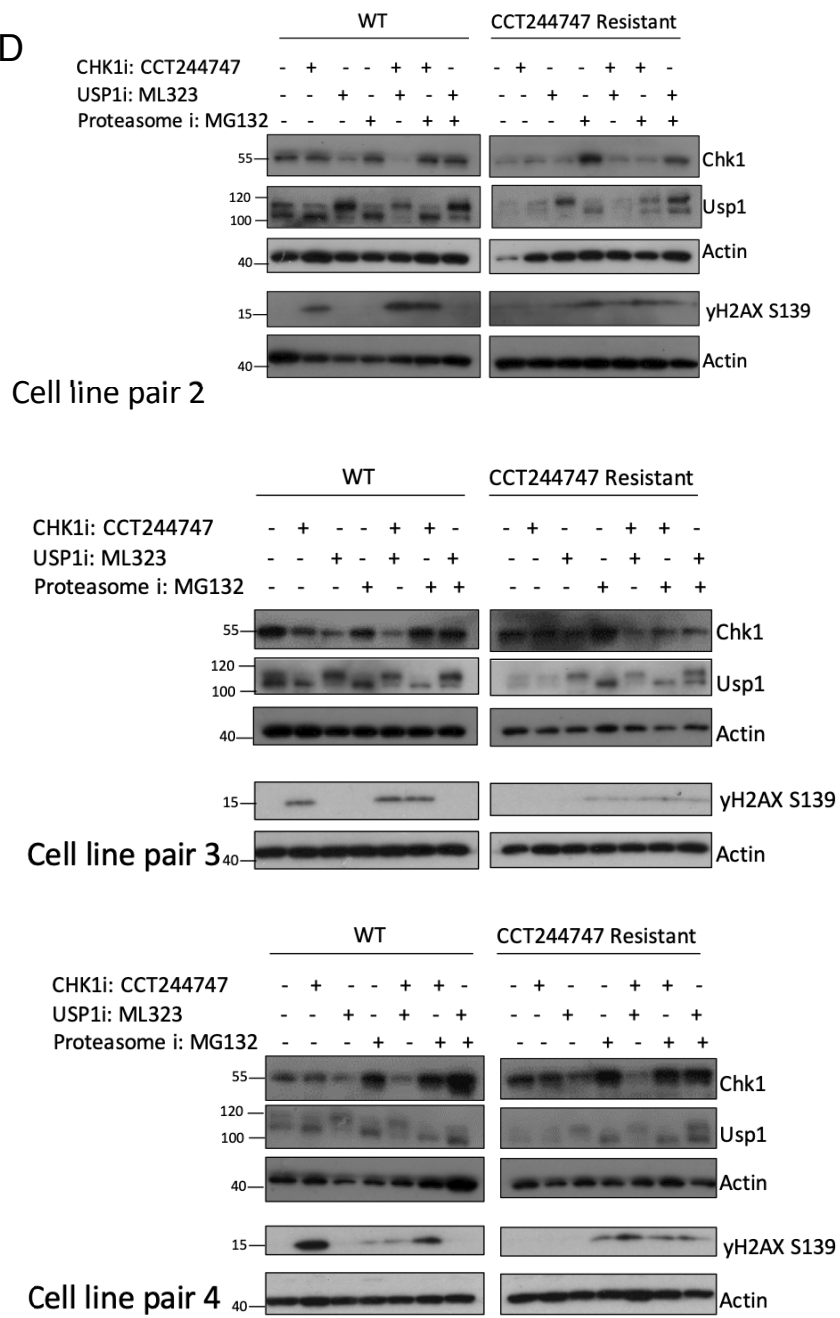 D
WT CCT244747 Resistant
CHK1i: CCT244747 - + - - + + - - + - - + + -
USP1i: ML323 - - + - + - + - - + - + - +
Proteasome i: MG132 - - - + - + + - - - + - + +
55 Chk1
120
100 Usp1
40 Actin
15 yH2AX S139
40 Actin
Cell line pair 2
WT CCT244747 Resistant
CHK1i: CCT244747 - + - - + + - - + - - + + -
USP1i: ML323 - - + - + - + - - + - + - +
Proteasome i: MG132 - - - + - + + - - - + - + +
55 Chk1
120
100 Usp1
40 Actin
15 yH2AX S139
Cell line pair 3 40 Actin
WT CCT244747 Resistant
CHK1i: CCT244747 - + - - + + - - + - - + + -
USP1i: ML323 - - + - + - + - - + - + - +
Proteasome i: MG132 - - - + - + + - - - + - + +
55 Chk1
120
100 Usp1
40 Actin
15 yH2AX S139
Cell line pair 4 40 Actin